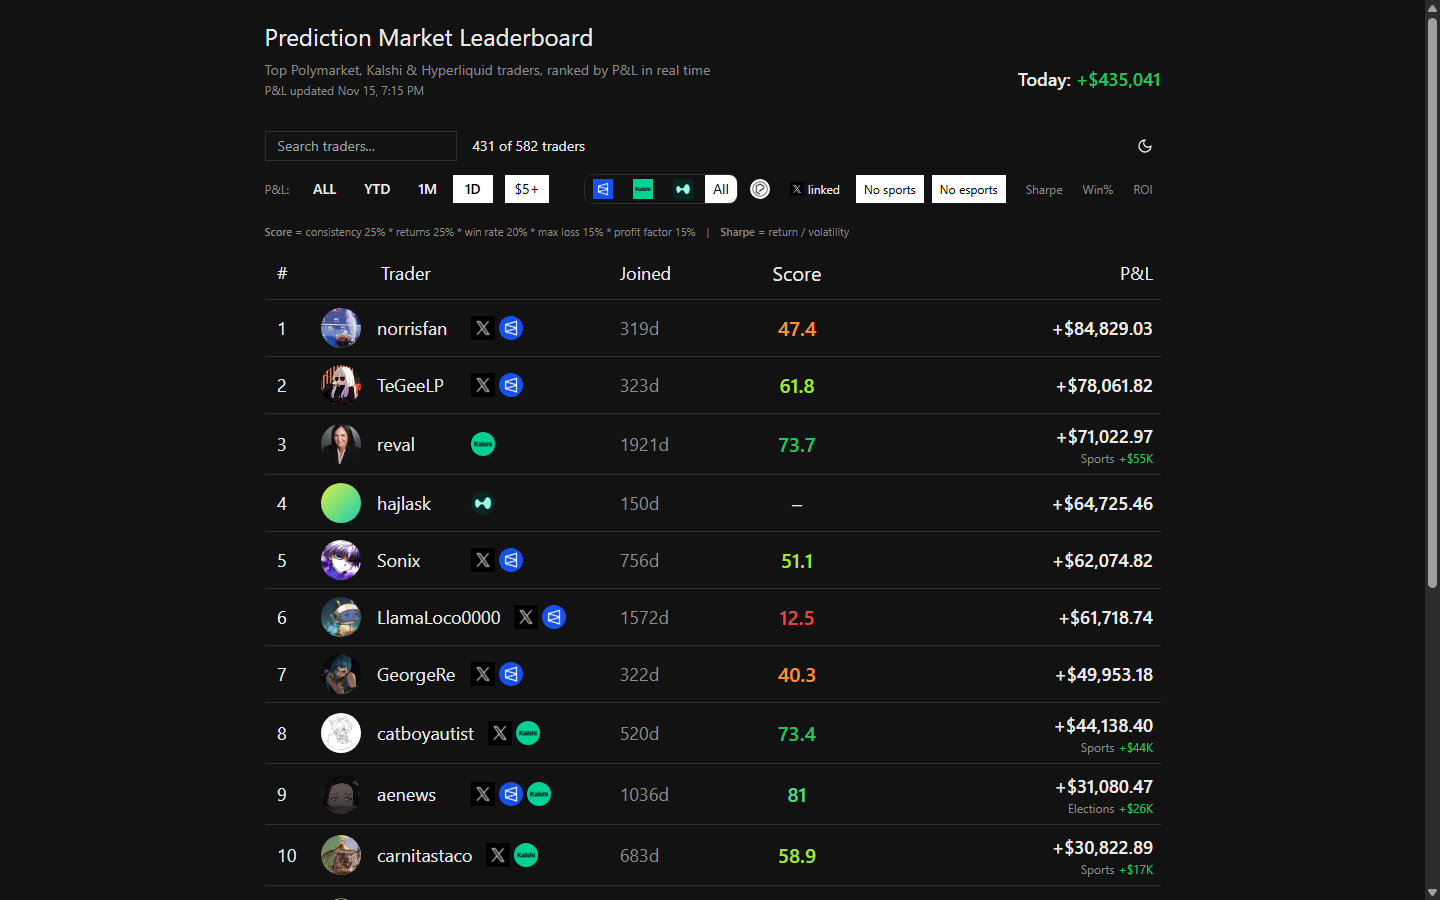 Prediction Market Leaderboard
Top Polymarket, Kalshi & Hyperliquid traders, ranked by P&L in real time
P&L updated Nov 15, 7:15 PM
Today: +$435,041
Search traders...
431 of 582 traders
P&L: ALL YTD 1M 1D $5+ Kalshi All linked No sports No esports Sharpe Win% ROI
Score = consistency 25% * returns 25% * win rate 20% * max loss 15% * profit factor 15% | Sharpe = return / volatility
# Trader Joined Score P&L
1 norrisfan 319d 47.4 +$84,829.03
2 TeGeeLP 323d 61.8 +$78,061.82
3 reval Kalshi 1921d 73.7 +$71,022.97
Sports +$55K
4 hajlask 150d – +$64,725.46
5 Sonix 756d 51.1 +$62,074.82
6 LlamaLoco0000 1572d 12.5 +$61,718.74
7 GeorgeRe 322d 40.3 +$49,953.18
8 catboyautist Kalshi 520d 73.4 +$44,138.40
Sports +$44K
9 aenews Kalshi 1036d 81 +$31,080.47
Elections +$26K
10 carnitastaco Kalshi 683d 58.9 +$30,822.89
Sports +$17K